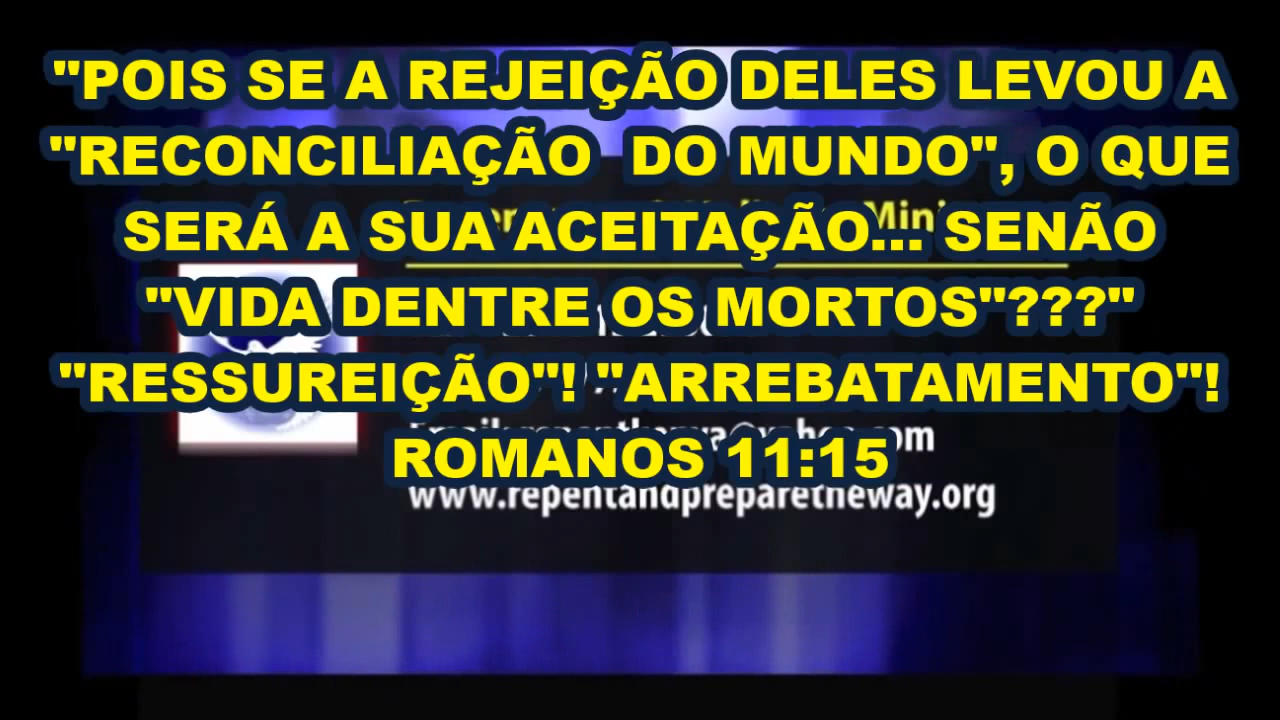 "POIS SE A REJEIÇÃO DELES LEVOU A
"RECONCILIAÇÃO DO MUNDO", O QUE
SERÁ A SUA ACEITAÇÃO... SENÃO
"VIDA DENTRE OS MORTOS"???"
"RESSUREIÇÃO"! "ARREBATAMENTO"!
ROMANOS 11:15
www.repentandpreparetheway.org